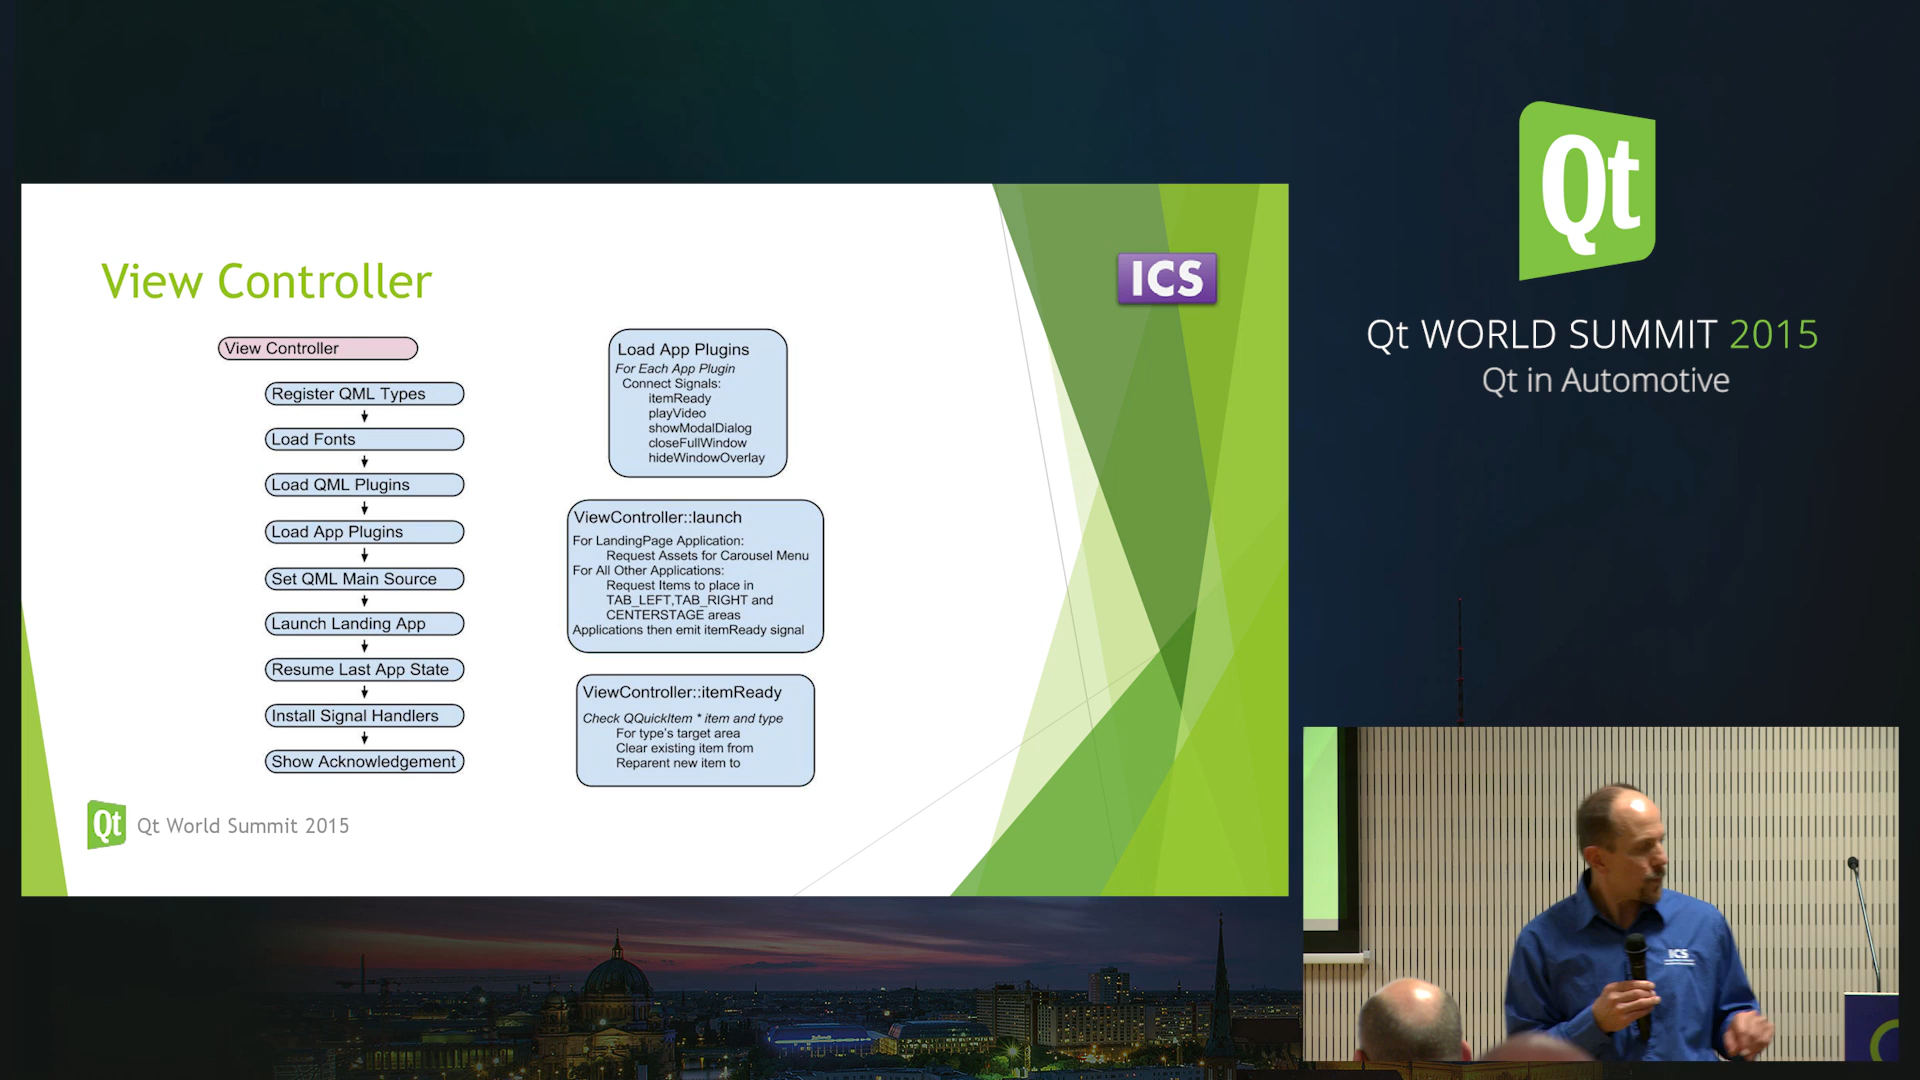 View Controller
ICS
View Controller
Register QML Types
Load Fonts
Load QML Plugins
Load App Plugins
Set QML Main Source
Launch Landing App
Resume Last App State
Install Signal Handlers
Show Acknowledgement
Load App Plugins
For Each App Plugin
Connect Signals:
itemReady
playVideo
showModalDialog
closeFullWindow
hideWindowOverlay
ViewController::launch
For LandingPage Application:
Request Assets for Carousel Menu
For All Other Applications:
Request Items to place in
TAB_LEFT,TAB_RIGHT and
CENTERSTAGE areas
Applications then emit itemReady signal
ViewController::itemReady
Check QQuickItem * item and type
For type's target area
Clear existing item from
Reparent new item to
Qt Qt World Summit 2015
Qt
Qt WORLD SUMMIT 2015
Qt in Automotive
ICS